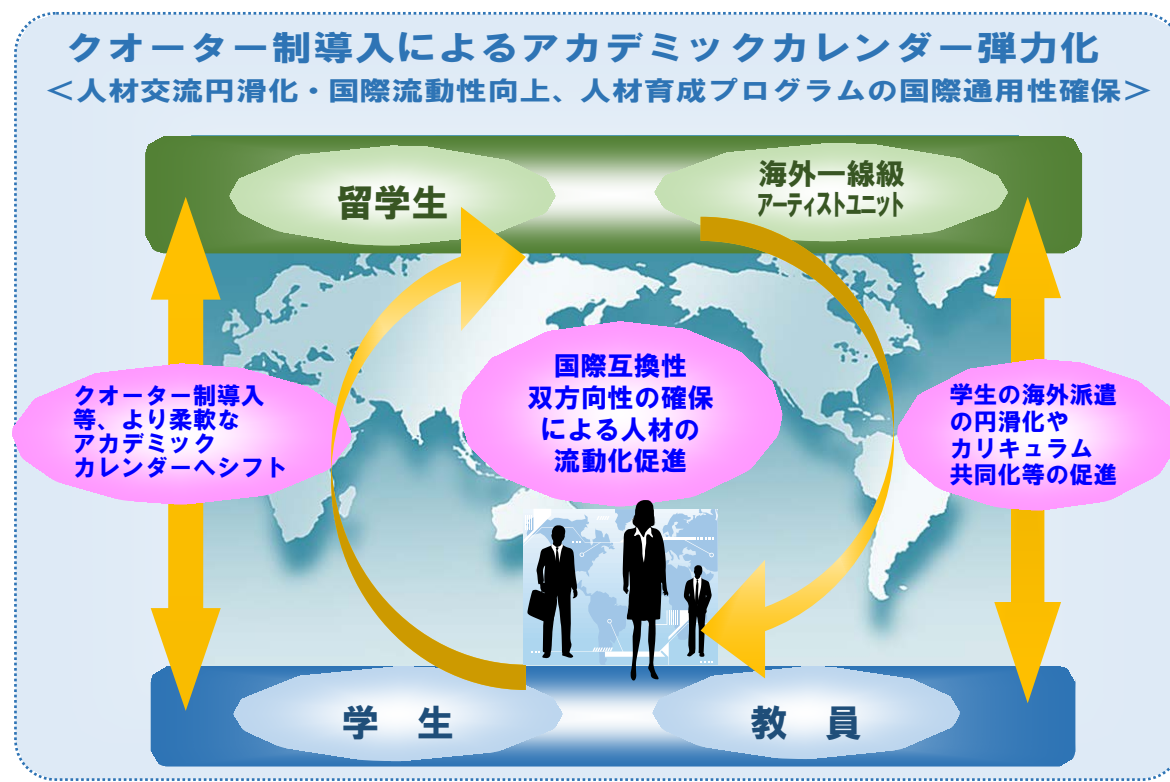 クオーター制導入によるアカデミックカレンダー弾力化
＜人材交流円滑化・国際流動性向上、人材育成プログラムの国際通用性確保＞
留学生
海外一線級
アーティストユニット
国際互換性
双方向性の確保
による人材の
流動化促進
クオーター制導入
等、より柔軟な
アカデミック
カレンダーへシフト
学生の海外派遣
の円滑化や
カリキュラム
共同化等の促進
学　生
教　員